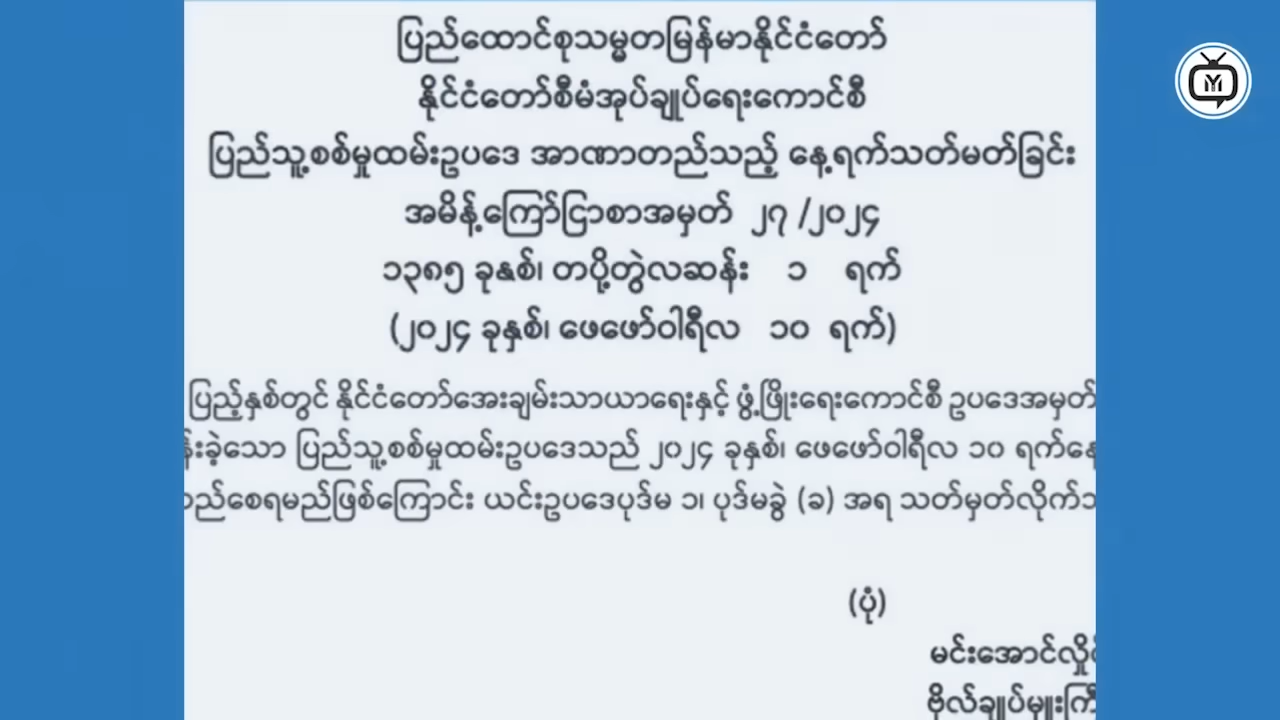 ပြည်ထောင်စုသမ္မတမြန်မာနိုင်ငံတော်
နိုင်ငံတော်စီမံအုပ်ချုပ်ရေးကောင်စီ
ပြည်သူ့စစ်မှုထမ်းဥပဒေ အာဏာတည်သည့် နေ့ရက်သတ်မတ်ခြင်း
အမိန့်ကြော်ငြာစာအမှတ် ၂၇ /၂၀၂၄
၁၃၈၅ ခုနှစ်၊ တပို့တွဲလဆန်း ၁ ရက်
(၂၀၂၄ ခုနှစ်၊ ဖေဖော်ဝါရီလ ၁၀ ရက်)
ပြည့်နှစ်တွင် နိုင်ငံတော်အေးချမ်းသာယာရေးနှင့် ဖွံ့ဖြိုးရေးကောင်စီ ဥပဒေအမှတ်
ပြည်သူ့စစ်မှုထမ်းဥပဒေသည် ၂၀၂၄ ခုနှစ်၊ ဖေဖော်ဝါရီလ ၁၀ ရက်နေ
ယင်းဥပဒေပုဒ်မ ၁၊ ပုဒ်မခွဲ (ခ) အရ သတ်မှတ်လိုက်
(ပုံ)
မင်းအောင်လှိုင်